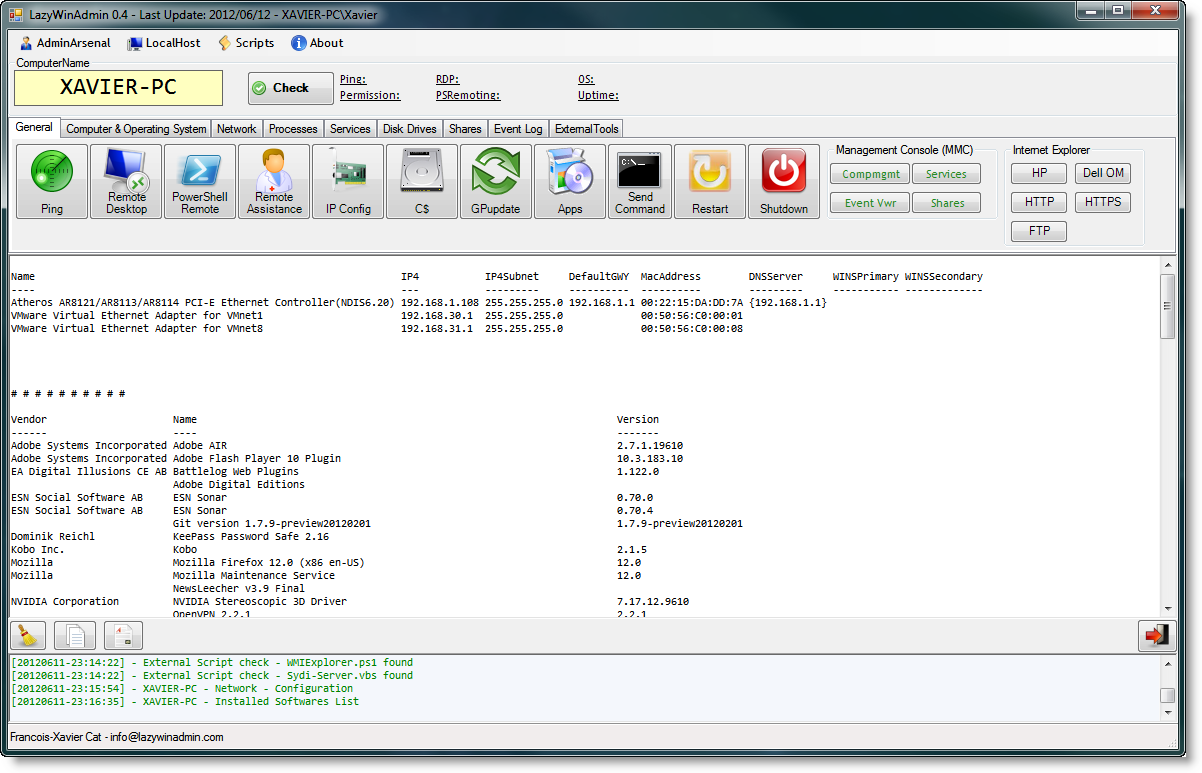 LazyWinAdmin 0.4 - Last Update: 2012/06/12 - XAVIER-PC\Xavier
AdminArsenal LocalHost Scripts About
ComputerName
XAVIER-PC
Check
Ping: RDP: OS:
Permission: PSRemoting: Uptime:
General Computer & Operating System Network Processes Services Disk Drives Shares Event Log ExternalTools
Ping
Remote Desktop
PowerShell Remote
Remote Assistance
IP Config
C$
GPupdate
Apps
C:\_
Send Command
Restart
Shutdown
Management Console (MMC)
Compmgmt Services
Event Vwr Shares
Internet Explorer
HP Dell OM
HTTP HTTPS
FTP
Name IP4 IP4Subnet DefaultGWY MacAddress DNSServer WINSPrimary WINSSecondary
---- --- --------- ---------- ---------- --------- ----------- -------------
Atheros AR8121/AR8113/AR8114 PCI-E Ethernet Controller(NDIS6.20) 192.168.1.108 255.255.255.0 192.168.1.1 00:22:15:DA:DD:7A {192.168.1.1}
VMware Virtual Ethernet Adapter for VMnet1 192.168.30.1 255.255.255.0 00:50:56:C0:00:01
VMware Virtual Ethernet Adapter for VMnet8 192.168.31.1 255.255.255.0 00:50:56:C0:00:08
# # # # # # # # # #
Vendor Name Version
------ ---- -------
Adobe Systems Incorporated Adobe AIR 2.7.1.19610
Adobe Systems Incorporated Adobe Flash Player 10 Plugin 10.3.183.10
EA Digital Illusions CE AB Battlelog Web Plugins 1.122.0
Adobe Digital Editions
ESN Social Software AB ESN Sonar 0.70.0
ESN Social Software AB ESN Sonar 0.70.4
Git version 1.7.9-preview20120201 1.7.9-preview20120201
Dominik Reichl KeePass Password Safe 2.16
Kobo Inc. Kobo 2.1.5
Mozilla Mozilla Firefox 12.0 (x86 en-US) 12.0
Mozilla Mozilla Maintenance Service 12.0
NewsLeecher v3.9 Final
NVIDIA Corporation NVIDIA Stereoscopic 3D Driver 7.17.12.9610
OpenVPN 2.2.1 2.2.1
[20120611-23:14:22] - External Script check - WMIExplorer.ps1 found
[20120611-23:14:22] - External Script check - Sydi-Server.vbs found
[20120611-23:15:54] - XAVIER-PC - Network - Configuration
[20120611-23:16:35] - XAVIER-PC - Installed Softwares List
Francois-Xavier Cat - info@lazywinadmin.com